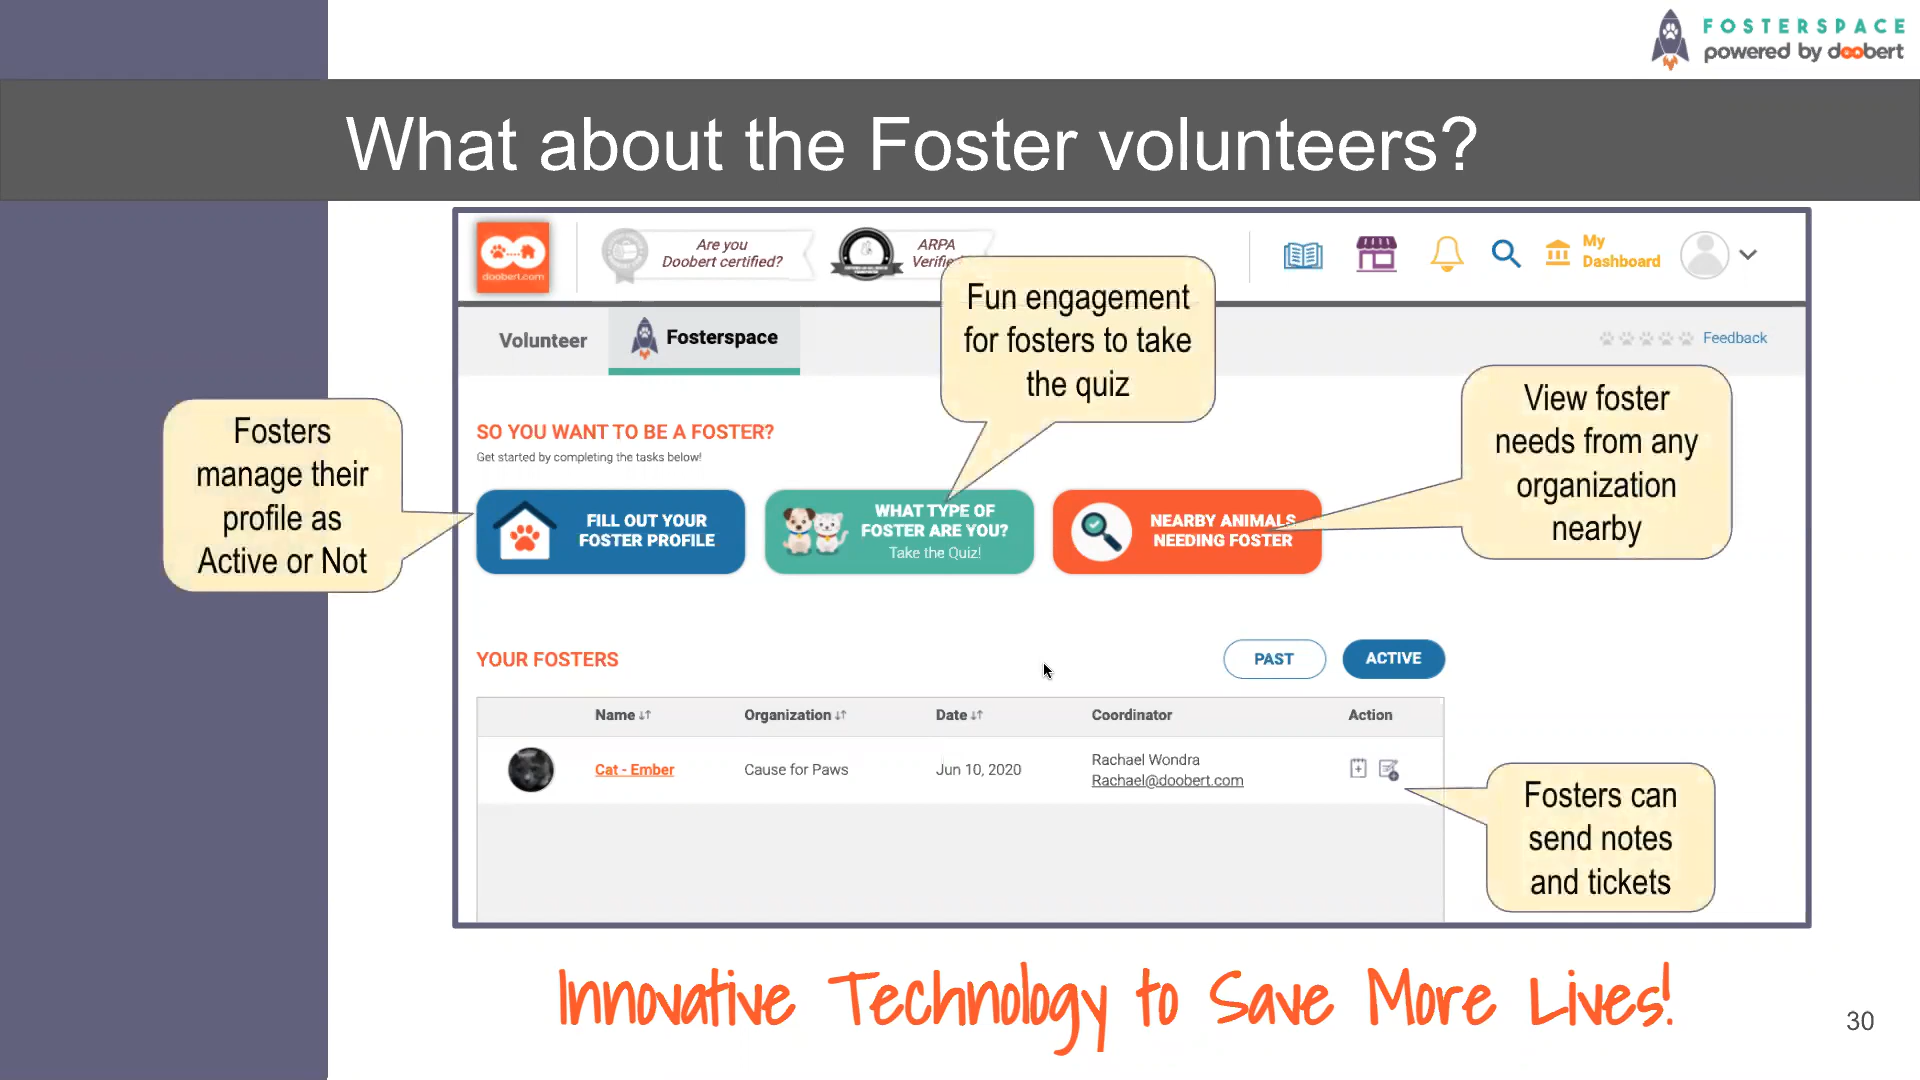 FOSTERSPACE
powered by doobert
What about the Foster volunteers?
doobert.com
Are you
Doobert certified?
ARPA
Verifie
My
Dashboard
Fun engagement
for fosters to take
the quiz
Volunteer
Fosterspace
Feedback
View foster
needs from any
organization
nearby
Fosters
manage their
profile as
Active or Not
SO YOU WANT TO BE A FOSTER?
Get started by completing the tasks below!
FILL OUT YOUR
FOSTER PROFILE
WHAT TYPE OF
FOSTER ARE YOU?
Take the Quiz!
NEARBY ANIMALS
NEEDING FOSTER
YOUR FOSTERS
PAST
ACTIVE
Name
Organization
Date
Coordinator
Action
Cat - Ember
Cause for Paws
Jun 10, 2020
Rachael Wondra
Rachael@doobert.com
Fosters can
send notes
and tickets
Innovative Technology to Save More Lives!
30